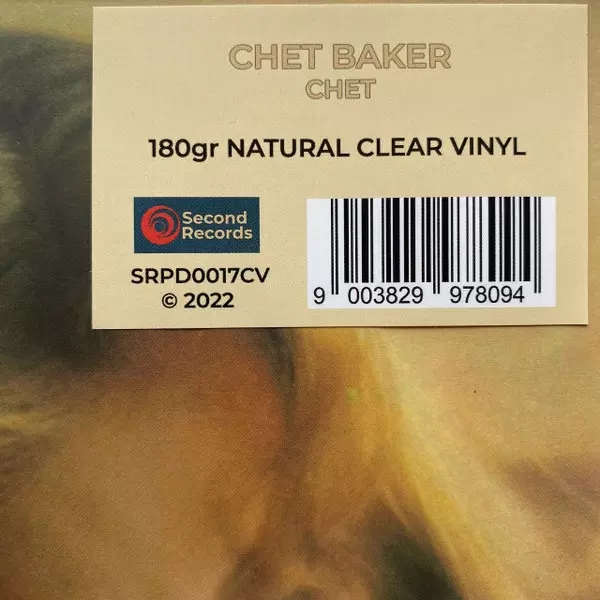 CHET BAKER
CHET
180gr NATURAL CLEAR VINYL
Second
Records
SRPD0017CV
© 2022
9 003829 978094